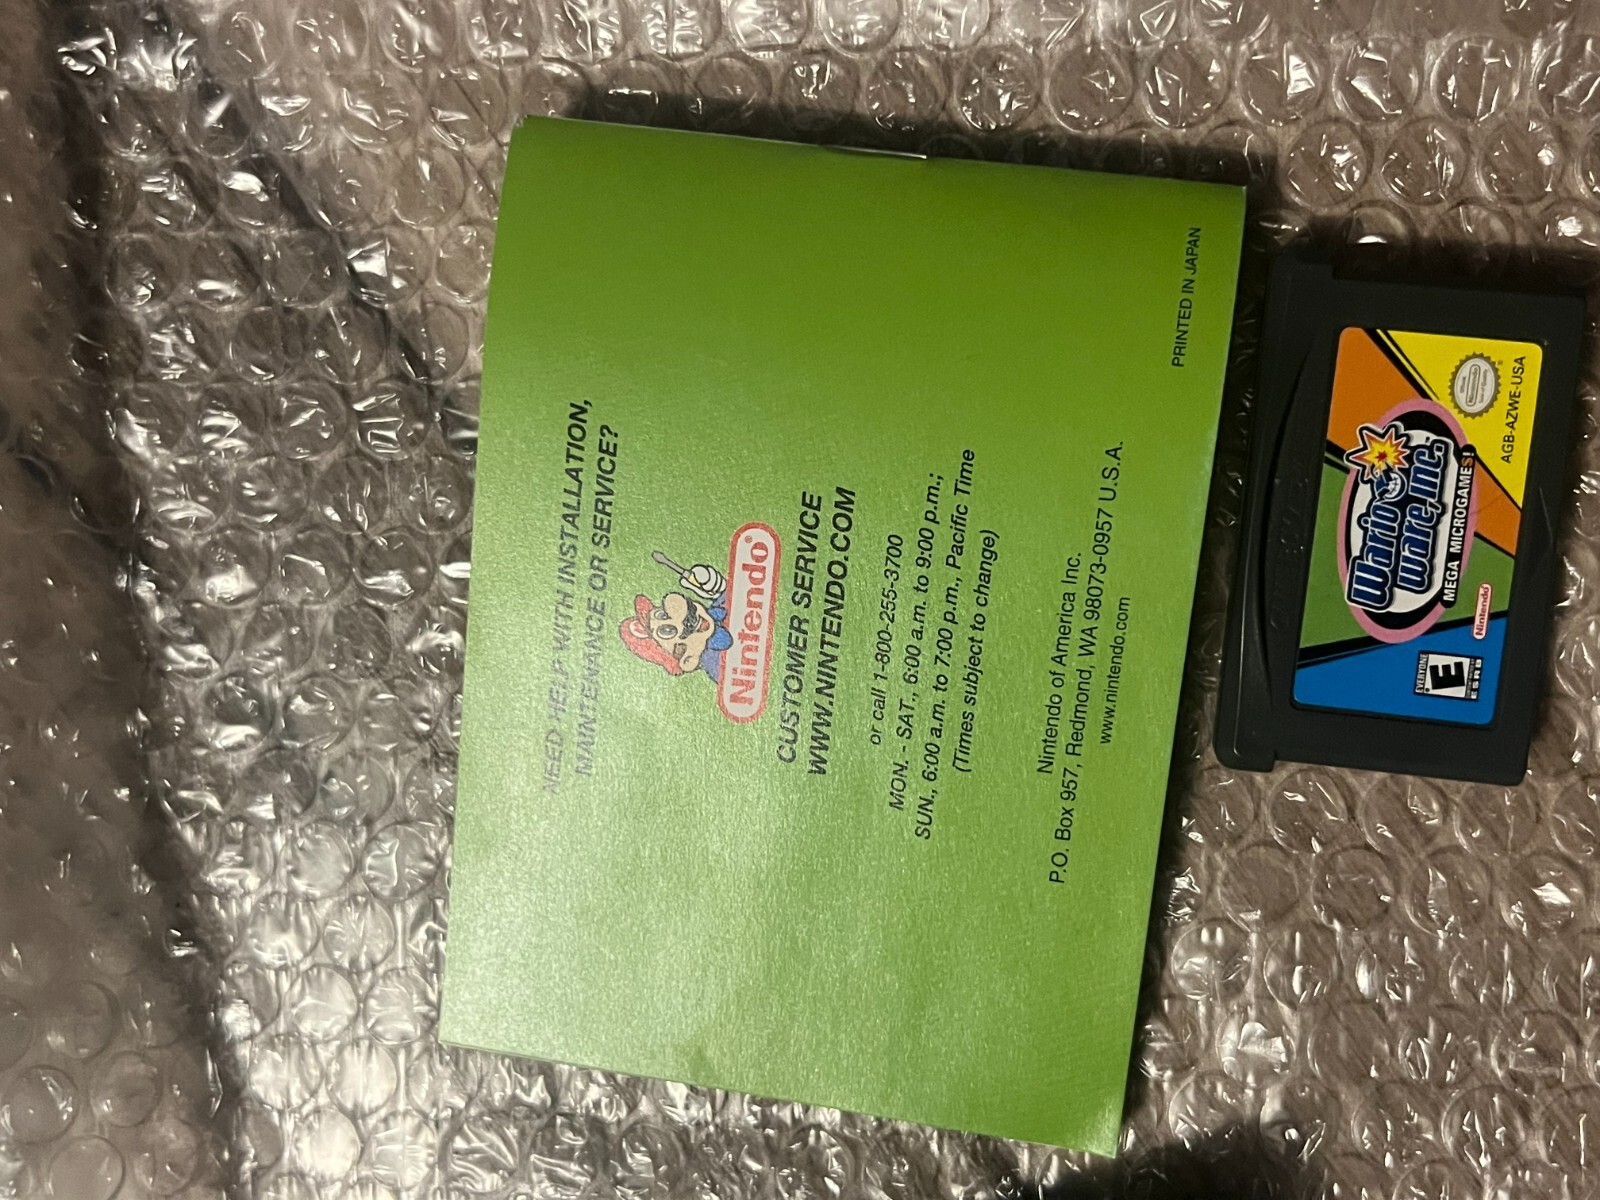 NEED HELP WITH INSTALLATION,
MAINTENANCE OR SERVICE?
Nintendo®
CUSTOMER SERVICE
WWW.NINTENDO.COM
or call 1-800-255-3700
MON. - SAT., 6:00 a.m. to 9:00 p.m.;
SUN., 6:00 a.m. to 7:00 p.m., Pacific Time
(Times subject to change)
Nintendo of America Inc.
P.O. Box 957, Redmond, WA 98073-0957 U.S.A.
www.nintendo.com
PRINTED IN JAPAN
Wario
Ware, Inc.
MEGA MICROGAMES!
EVERYONE
E
ESRB
Nintendo
Nintendo
AGB-AZWE-USA